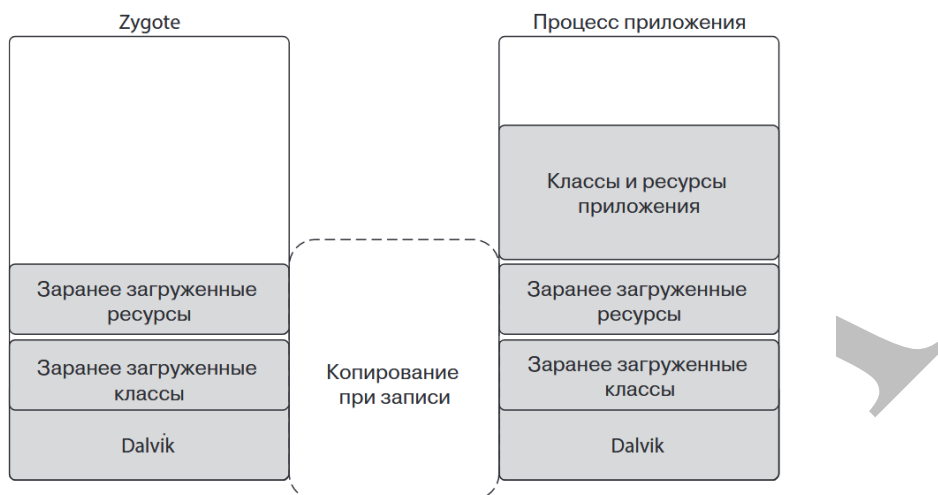 Zygote
Процесс приложения
Классы и ресурсы
приложения
Заранее загруженные
ресурсы
Заранее загруженные
ресурсы
Заранее загруженные
классы
Копирование
при записи
Заранее загруженные
классы
Dalvik
Dalvik